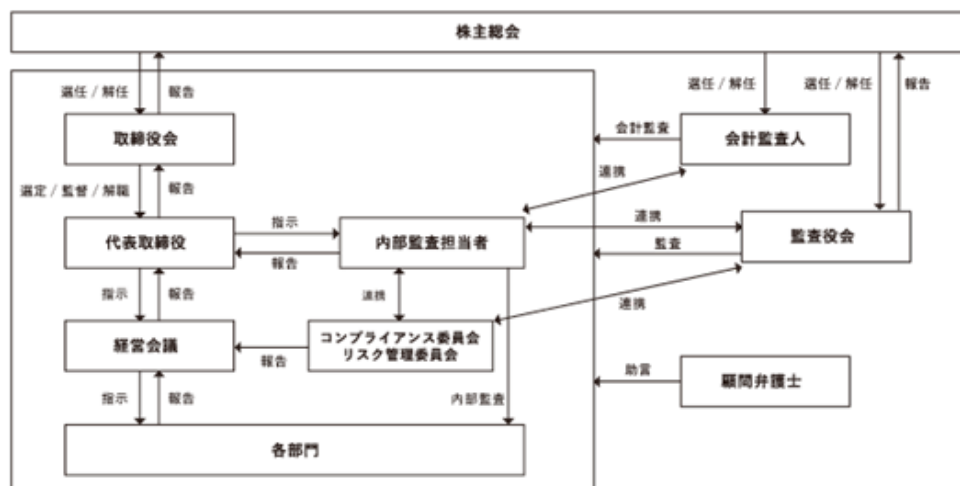 株主総会
選任 / 解任
報告
選任 / 解任
選任 / 解任
報告
取締役会
会計監査
会計監査人
選定 / 監督 / 解職
報告
連携
代表取締役
指示
報告
内部監査担当者
連携
監査
監査役会
指示
報告
連携
連携
経営会議
報告
コンプライアンス委員会
リスク管理委員会
助言
顧問弁護士
指示
報告
内部監査
各部門